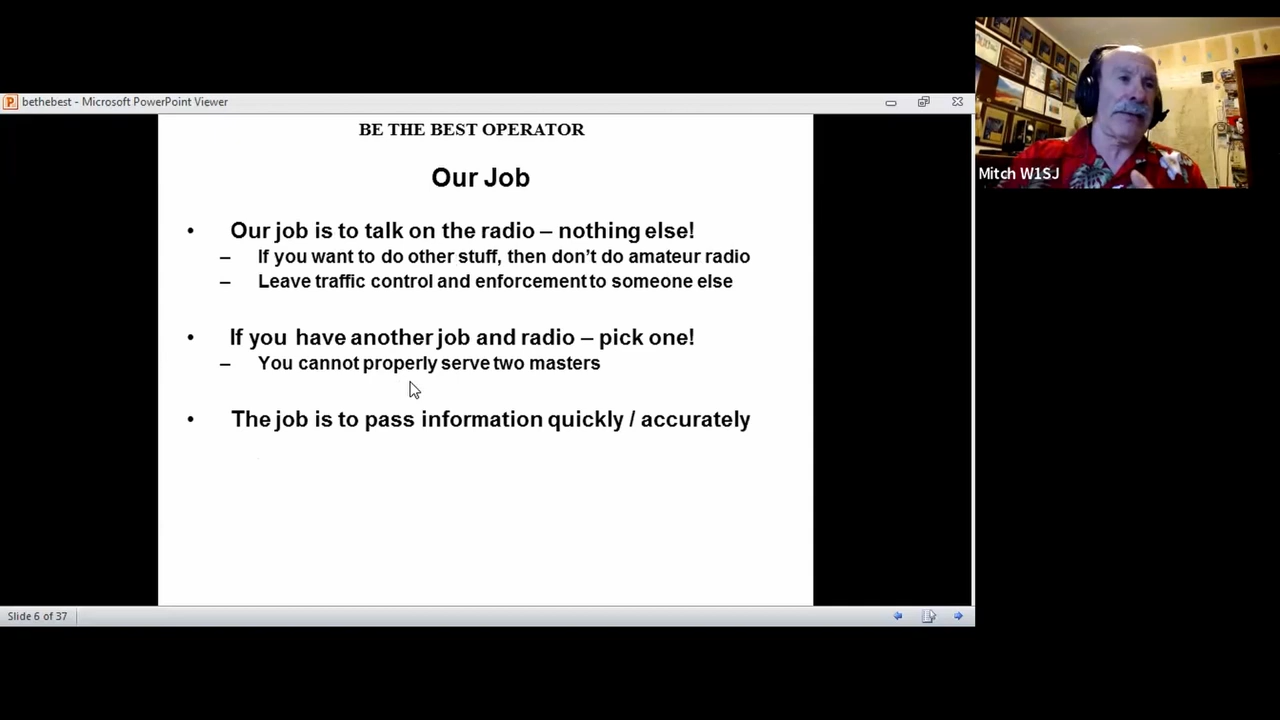 bethebest - Microsoft PowerPoint Viewer
BE THE BEST OPERATOR
Our Job
• Our job is to talk on the radio – nothing else!
– If you want to do other stuff, then don't do amateur radio
– Leave traffic control and enforcement to someone else
• If you have another job and radio – pick one!
– You cannot properly serve two masters
• The job is to pass information quickly / accurately
Slide 6 of 37
Mitch W1SJ